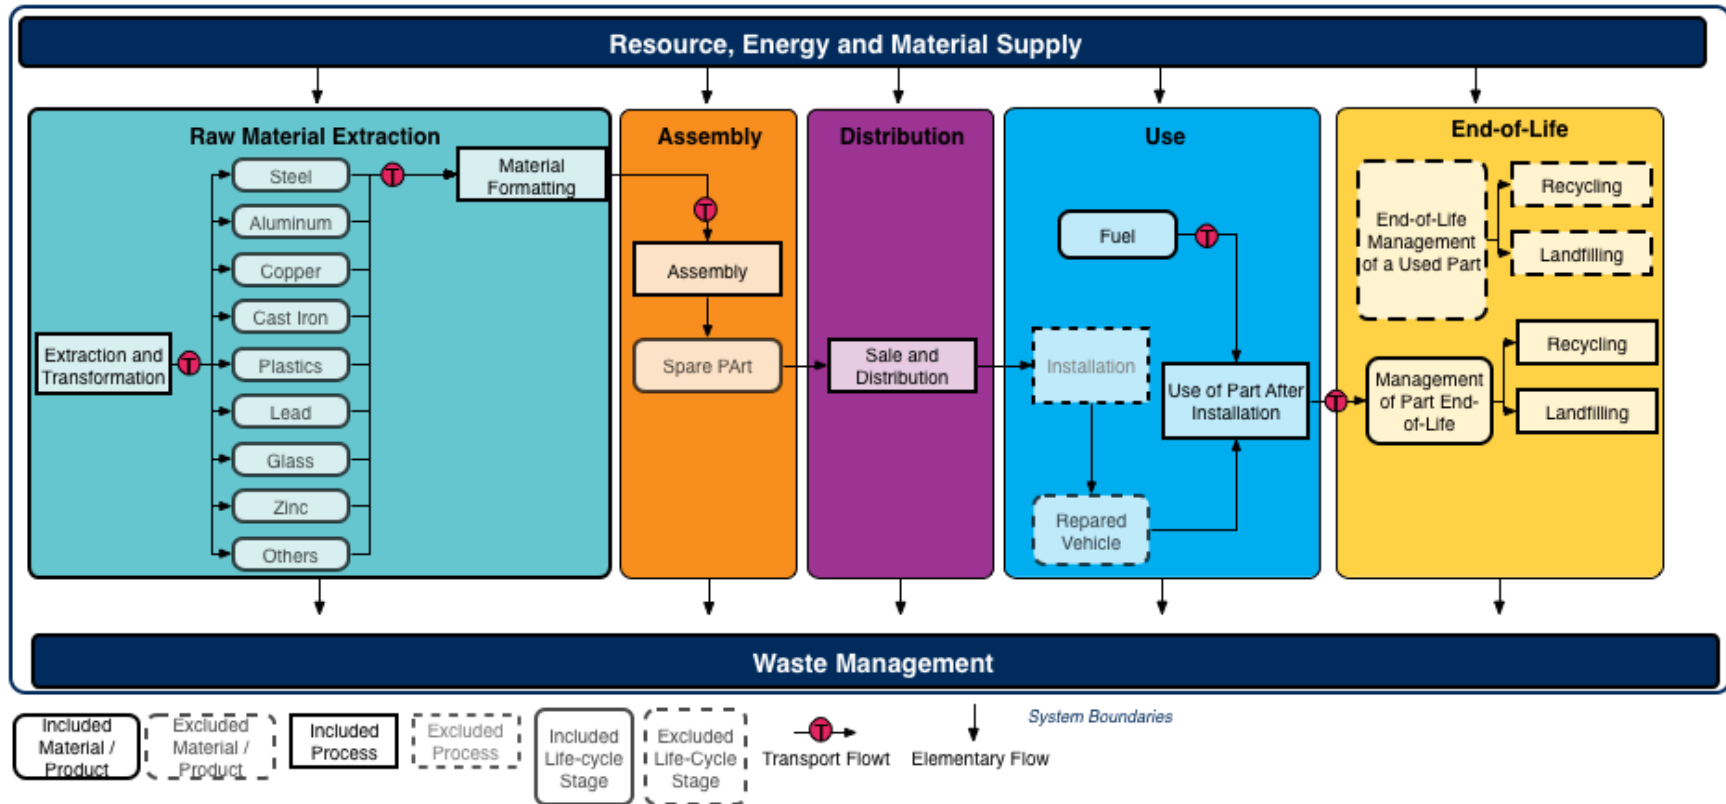 Resource, Energy and Material Supply
Raw Material Extraction
Assembly
Distribution
Use
End-of-Life
Extraction and
Transformation
T
Steel
Aluminum
Copper
Cast Iron
Plastics
Lead
Glass
Zinc
Others
T
Material
Formatting
T
Assembly
Spare PArt
Sale and
Distribution
Fuel
T
Installation
Use of Part After
Installation
Repared
Vehicle
T
End-of-Life
Management
of a Used Part
Recycling
Landfilling
Management
of Part End-
of-Life
Recycling
Landfilling
Waste Management
Included
Material /
Product
Excluded
Material /
Product
Included
Process
Excluded
Process
Included
Life-cycle
Stage
Excluded
Life-Cycle
Stage
T
Transport Flowt
Elementary Flow
System Boundaries